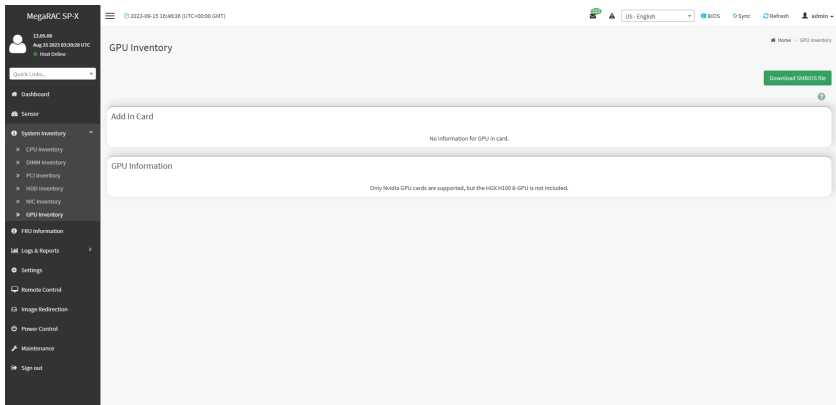 MegaRAC SP-X
2023-09-15 16:46:36 (UTC+00:00 GMT)
US - English
BIOS
Sync
Refresh
admin
13.05.06
Aug 25 2023 03:30:28 UTC
Host Online
Quick Links...
Dashboard
Sensor
System Inventory
CPU Inventory
DIMM Inventory
PCI Inventory
HDD Inventory
NIC Inventory
GPU Inventory
FRU Information
Logs & Reports
Settings
Remote Control
Image Redirection
Power Control
Maintenance
Sign out
GPU Inventory
Home > GPU Inventory
Download SMBIOS file
Add In Card
No information for GPU in card.
GPU Information
Only Nvidia GPU cards are supported, but the HGX H100 8-GPU is not included.